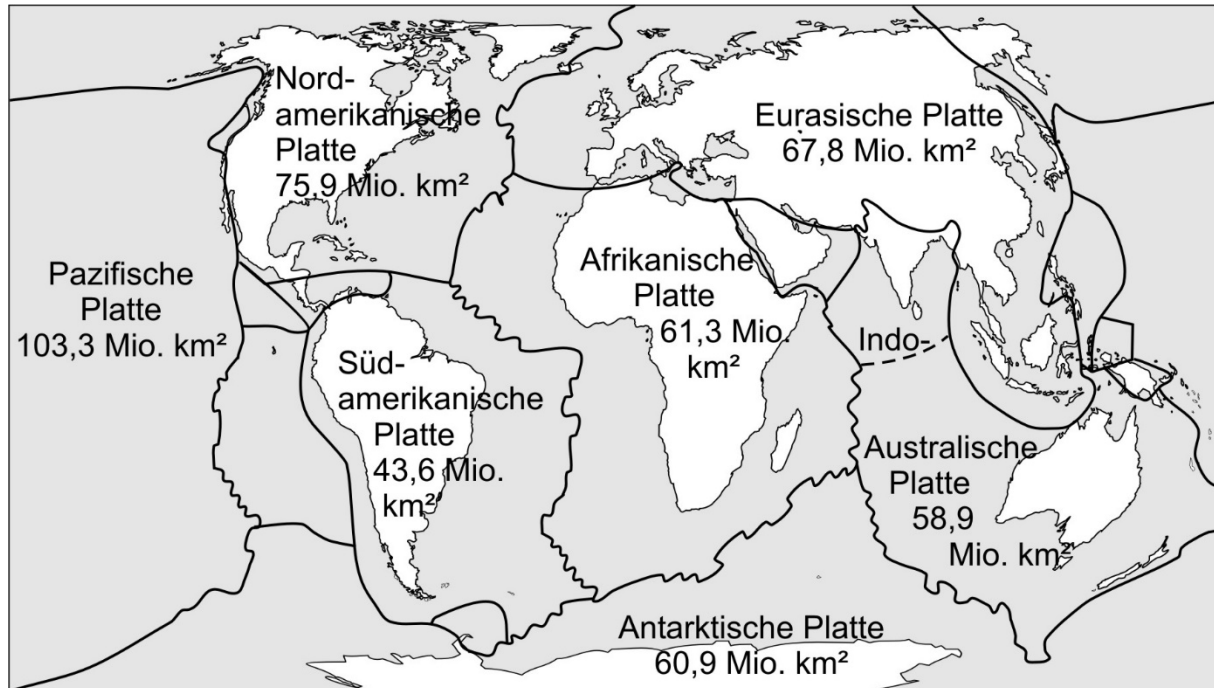 Nord-
amerikanische
Platte
75,9 Mio. km²
Eurasische Platte
67,8 Mio. km²
Pazifische
Platte
103,3 Mio. km²
Afrikanische
Platte
61,3 Mio.
km²
Indo-
Süd-
amerikanische
Platte
43,6 Mio.
km²
Australische
Platte
58,9
Mio. km²
Antarktische Platte
60,9 Mio. km²